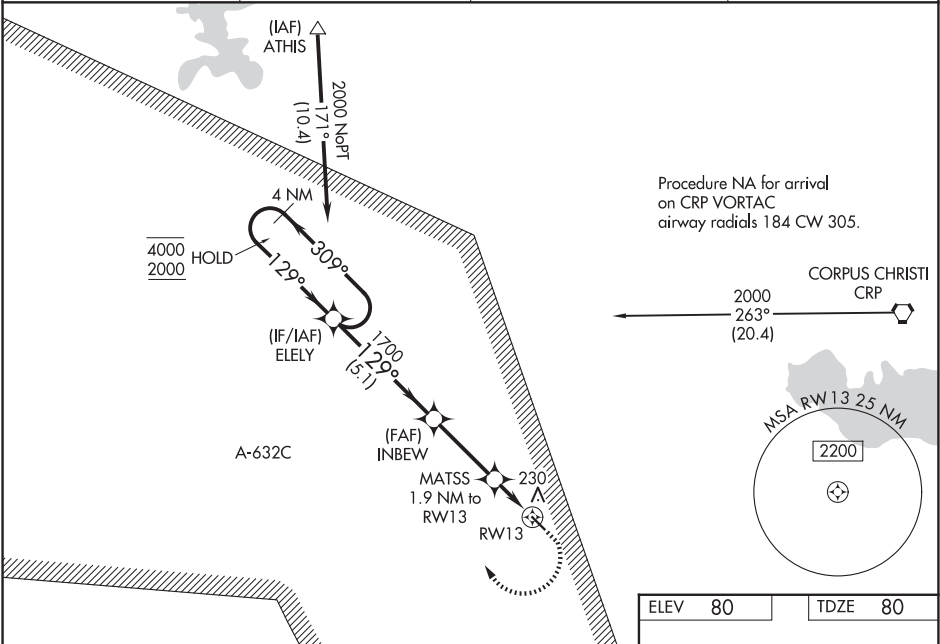 (IAF)
ATHIS
2000 NoPT
171°
(10.4)
4 NM
4000
2000
HOLD
309°
129°
(IF/IAF)
ELELY
1700
129°
(5.1)
(FAF)
INBEW
A-632C
MATSS
1.9 NM to
RW13
230
RW13
Procedure NA for arrival
on CRP VORTAC
airway radials 184 CW 305.
CORPUS CHRISTI
CRP
2000
263°
(20.4)
MSA RW13 25 NM
2200
ELEV 80
TDZE 80